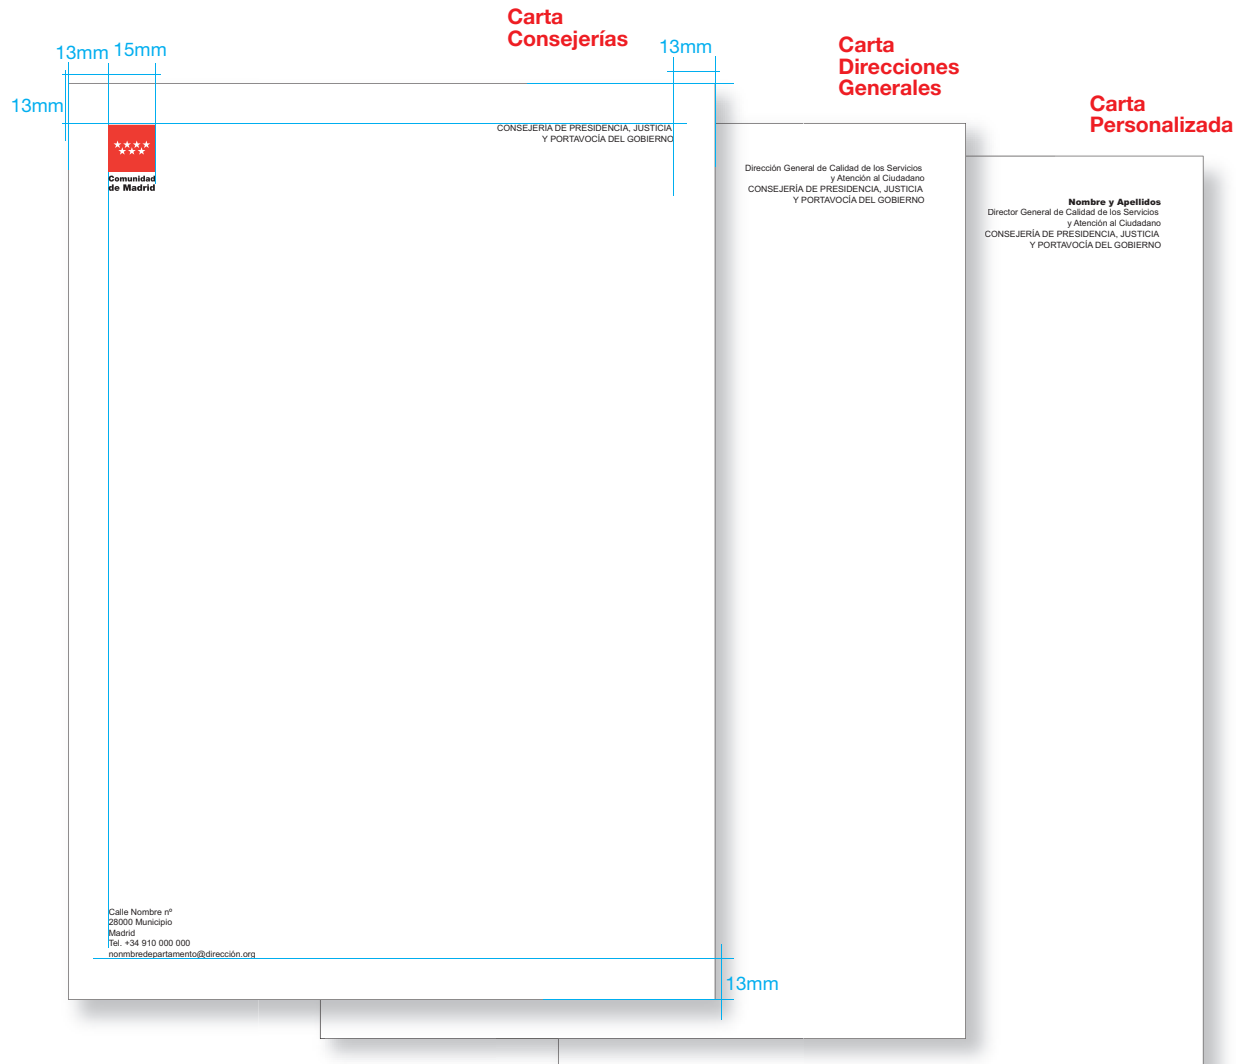 Carta
Consejerías
13mm 15mm
13mm
13mm
Carta
Direcciones
Generales
Carta
Personalizada
CONSEJERIA DE PRESIDENCIA, JUSTICIA
Y PORTAVOCÍA DEL GOBIERNO
Comunidad
de Madrid
Dirección General de Calidad de los Servicios
y Atención al Ciudadano
CONSEJERÍA DE PRESIDENCIA, JUSTICIA
Y PORTAVOCÍA DEL GOBIERNO
Nombre y Apellidos
Director General de Calidad de los Servicios
y Atención al Ciudadano
CONSEJERÍA DE PRESIDENCIA, JUSTICIA
Y PORTAVOCÍA DEL GOBIERNO
Calle Nombre nº
28000 Municipio
Madrid
Tel. +34 910 000 000
nonmbredepartamento@dirección.org
13mm